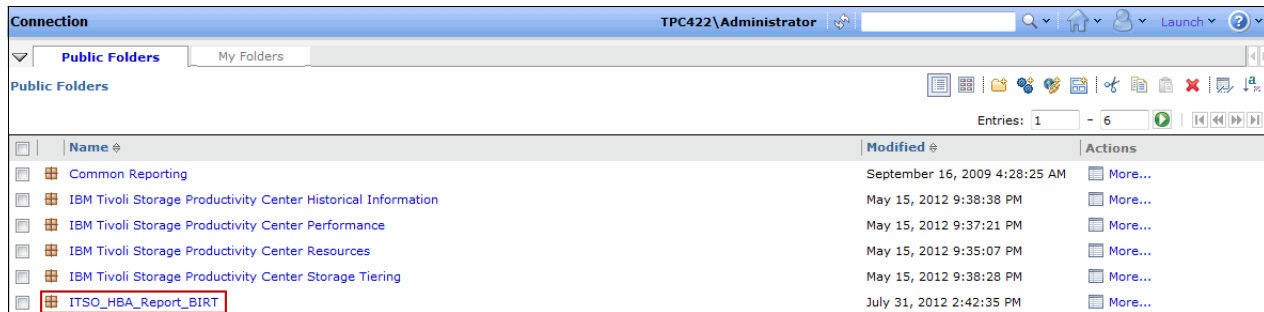 Connection TPC422\Administrator Launch
Public Folders My Folders
Public Folders
Entries: 1 - 6
Name Modified Actions
Common Reporting September 16, 2009 4:28:25 AM More...
IBM Tivoli Storage Productivity Center Historical Information May 15, 2012 9:38:38 PM More...
IBM Tivoli Storage Productivity Center Performance May 15, 2012 9:37:21 PM More...
IBM Tivoli Storage Productivity Center Resources May 15, 2012 9:35:07 PM More...
IBM Tivoli Storage Productivity Center Storage Tiering May 15, 2012 9:38:28 PM More...
ITSO_HBA_Report_BIRT July 31, 2012 2:42:35 PM More...